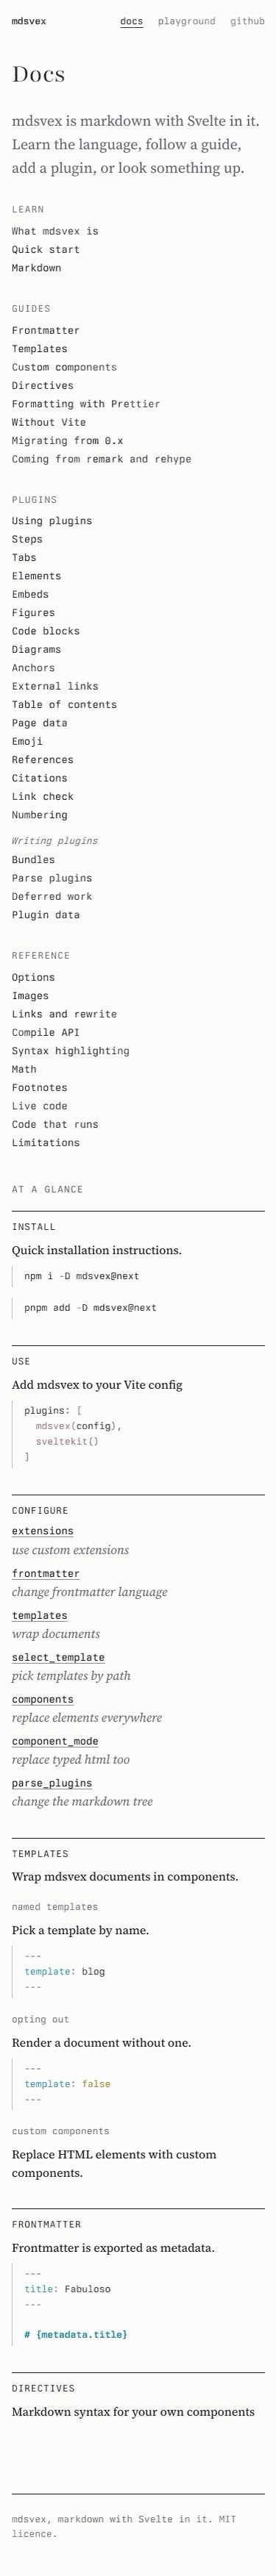 mdsvex docs playground github
Docs
mdsvex is markdown with Svelte in it.
Learn the language, follow a guide,
add a plugin, or look something up.
LEARN
What mdsvex is
Quick start
Markdown
GUIDES
Frontmatter
Templates
Custom components
Directives
Formatting with Prettier
Without Vite
Migrating from 0.x
Coming from remark and rehype
PLUGINS
Using plugins
Steps
Tabs
Elements
Embeds
Figures
Code blocks
Diagrams
Anchors
External links
Table of contents
Page data
Emoji
References
Citations
Link check
Numbering
Writing plugins
Bundles
Parse plugins
Deferred work
Plugin data
REFERENCE
Options
Images
Links and rewrite
Compile API
Syntax highlighting
Math
Footnotes
Live code
Code that runs
Limitations
AT A GLANCE
INSTALL
Quick installation instructions.
npm i -D mdsvex@next
pnpm add -D mdsvex@next
USE
Add mdsvex to your Vite config
plugins: [
mdsvex(config),
sveltekit()
]
CONFIGURE
extensions
use custom extensions
frontmatter
change frontmatter language
templates
wrap documents
select_template
pick templates by path
components
replace elements everywhere
component_mode
replace typed html too
parse_plugins
change the markdown tree
TEMPLATES
Wrap mdsvex documents in components.
named templates
Pick a template by name.
---
template: blog
---
opting out
Render a document without one.
---
template: false
---
custom components
Replace HTML elements with custom
components.
FRONTMATTER
Frontmatter is exported as metadata.
---
title: Fabuloso
---
# {metadata.title}
DIRECTIVES
Markdown syntax for your own components
mdsvex, markdown with Svelte in it. MIT
licence.